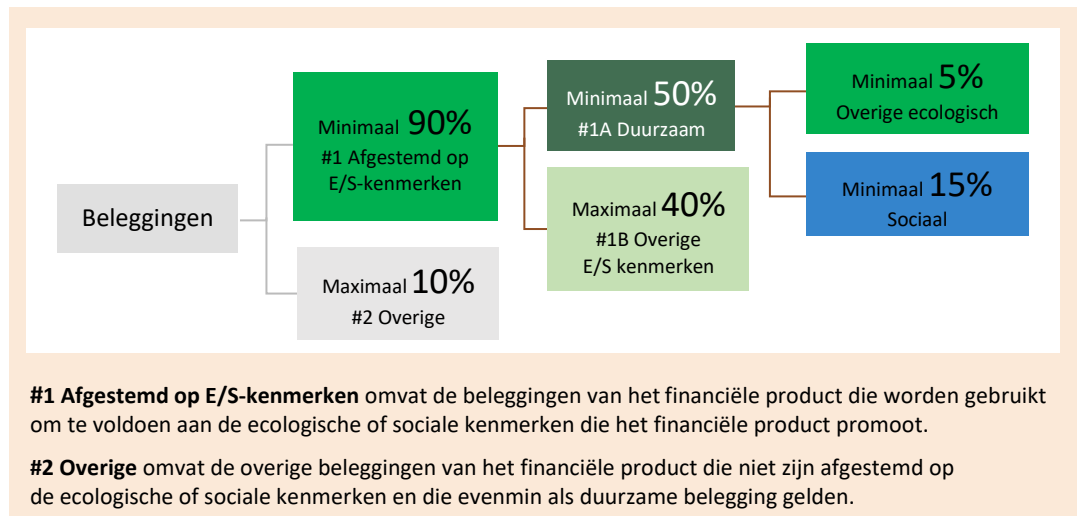 Beleggingen
Minimaal 90%
#1 Afgestemd op
E/S-kenmerken
Maximaal 10%
#2 Overige
Minimaal 50%
#1A Duurzaam
Maximaal 40%
#1B Overige
E/S kenmerken
Minimaal 5%
Overige ecologisch
Minimaal 15%
Sociaal
#1 Afgestemd op E/S-kenmerken omvat de beleggingen van het financiële product die worden gebruikt
om te voldoen aan de ecologische of sociale kenmerken die het financiële product promoot.
#2 Overige omvat de overige beleggingen van het financiële product die niet zijn afgestemd op
de ecologische of sociale kenmerken en die evenmin als duurzame belegging gelden.